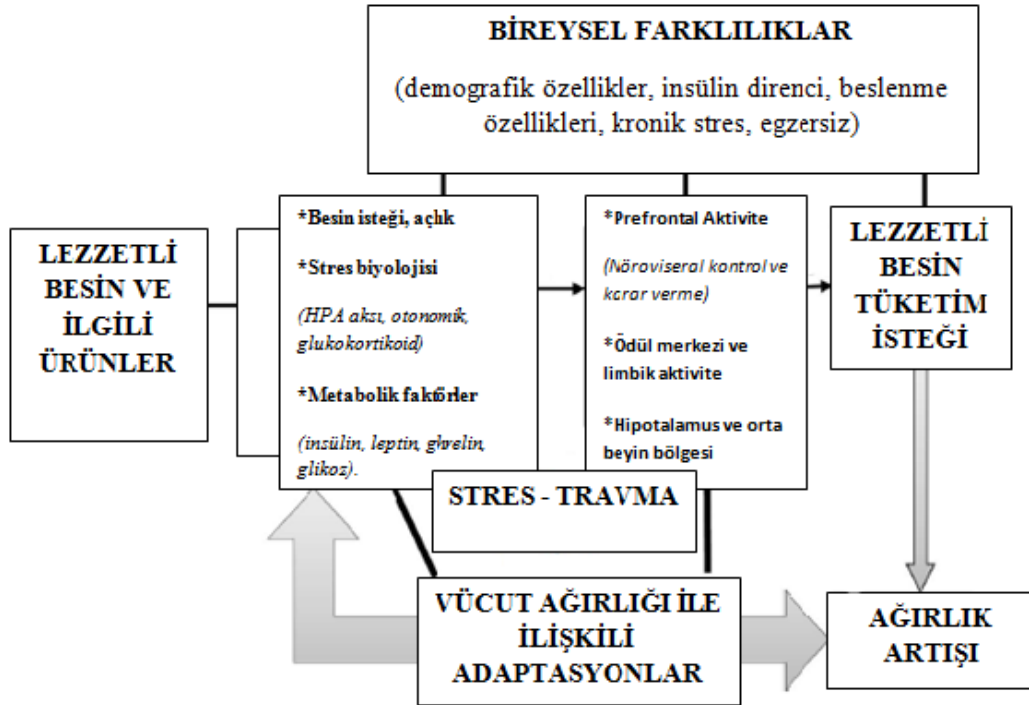 BİREYSEL FARKLILIKLAR
(demografik özellikler, insülin direnci, beslenme
özellikleri, kronik stres, egzersiz)
LEZZETLİ
BESİN VE
İLGİLİ
ÜRÜNLER
*Besin isteği, açlık
*Stres biyolojisi
(HPA aksı, otonomik,
glukokortikoid)
*Metabolik faktörler
(insülin, leptin, ghrelin,
glikoz).
*Prefrontal Aktivite
(Nöroviseral kontrol ve
karar verme)
*Ödül merkezi ve
limbik aktivite
*Hipotalamus ve orta
beyin bölgesi
LEZZETLİ
BESİN
TÜKETİM
İSTEĞİ
STRES - TRAVMA
VÜCUT AĞIRLIĞI İLE
İLİŞKİLİ
ADAPTASYONLAR
AĞIRLIK
ARTIŞI